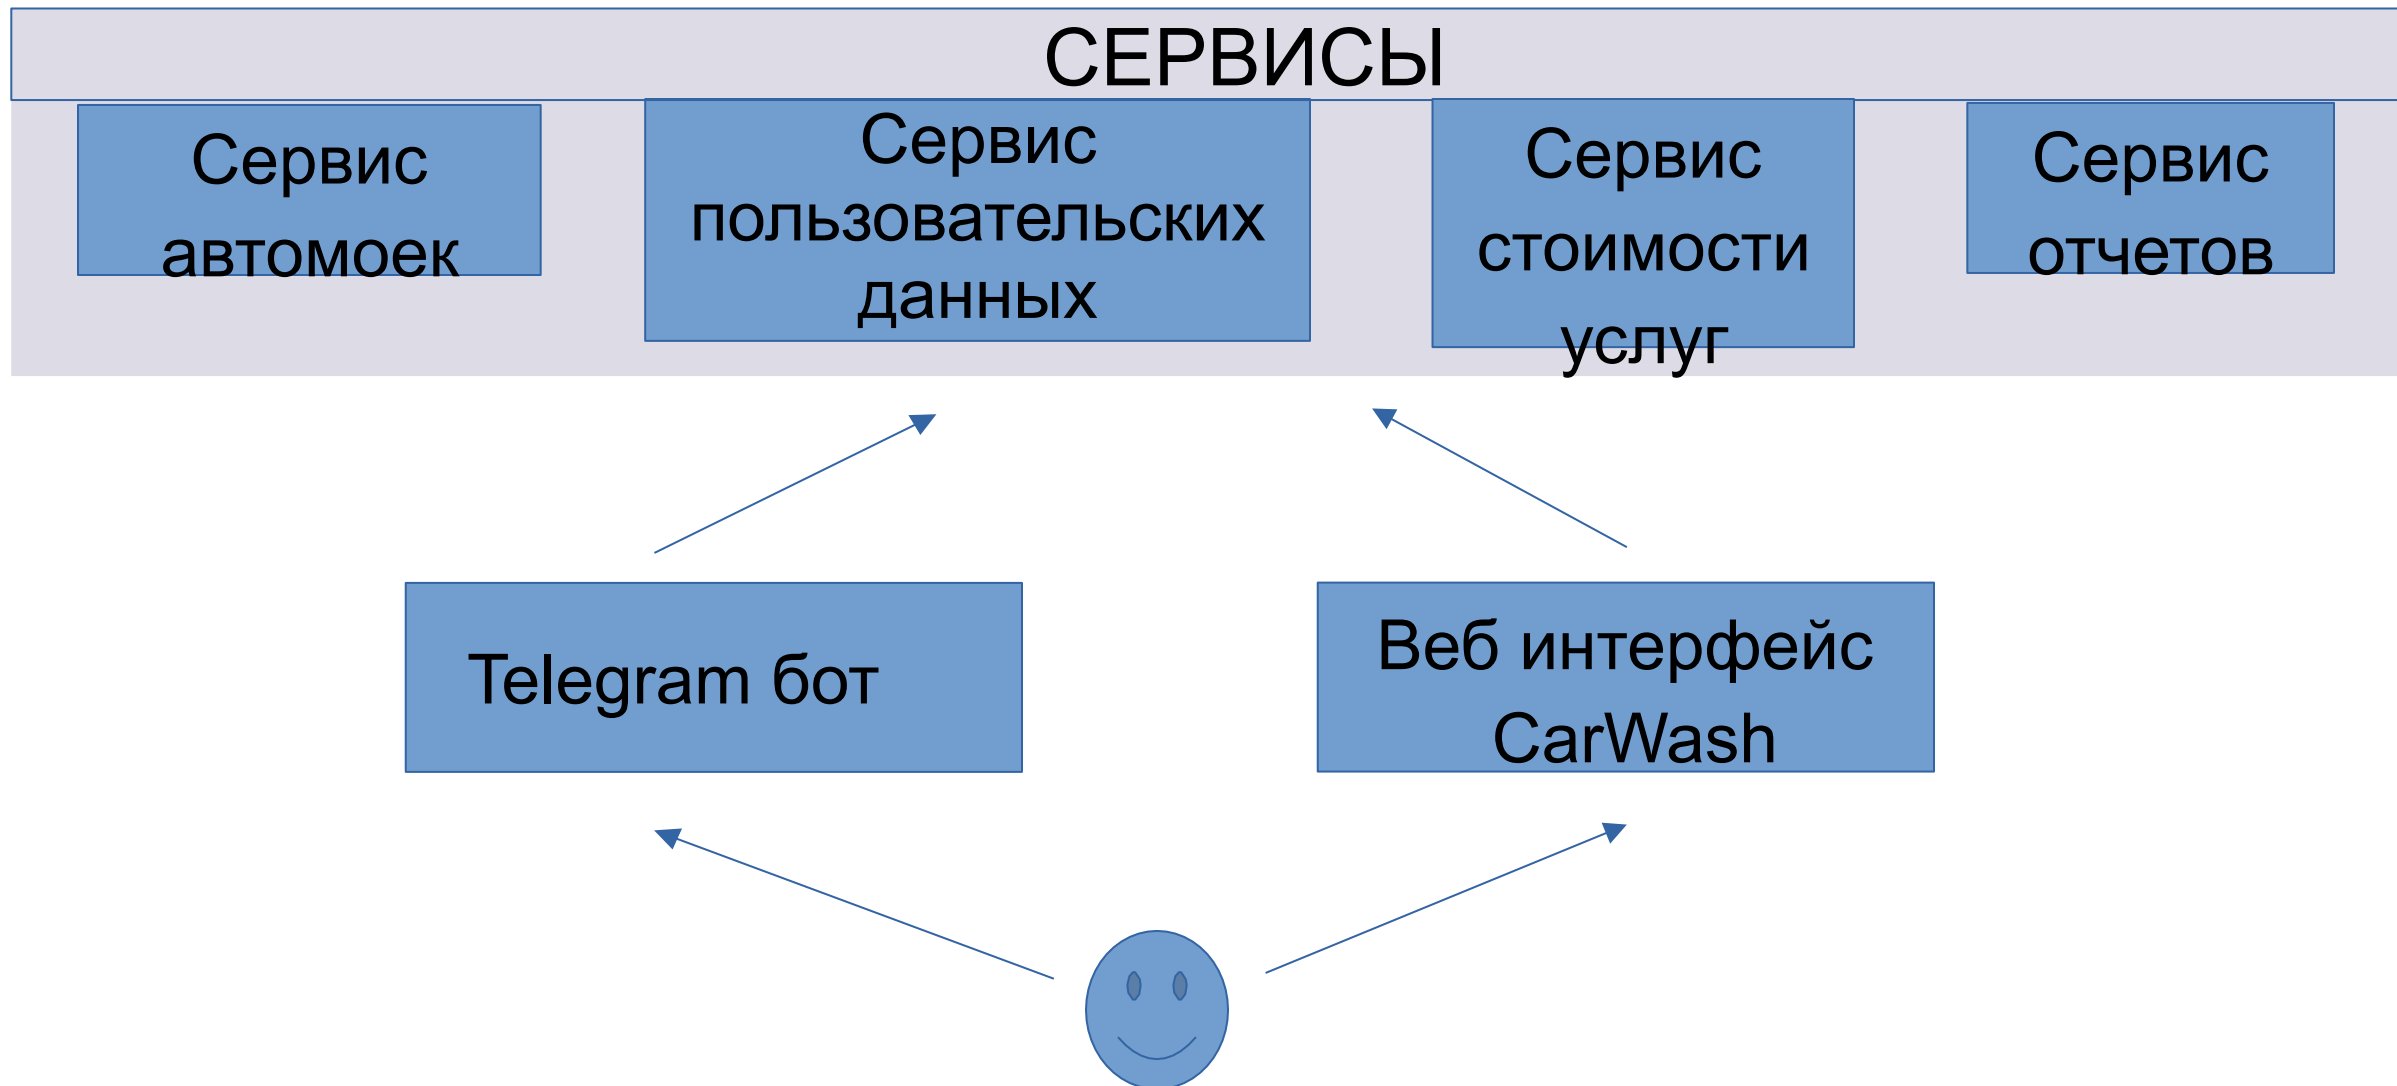 СЕРВИСЫ
Сервис
автомоек
Сервис
пользовательских
данных
Сервис
стоимости
услуг
Сервис
отчетов
Telegram бот
Веб интерфейс
CarWash